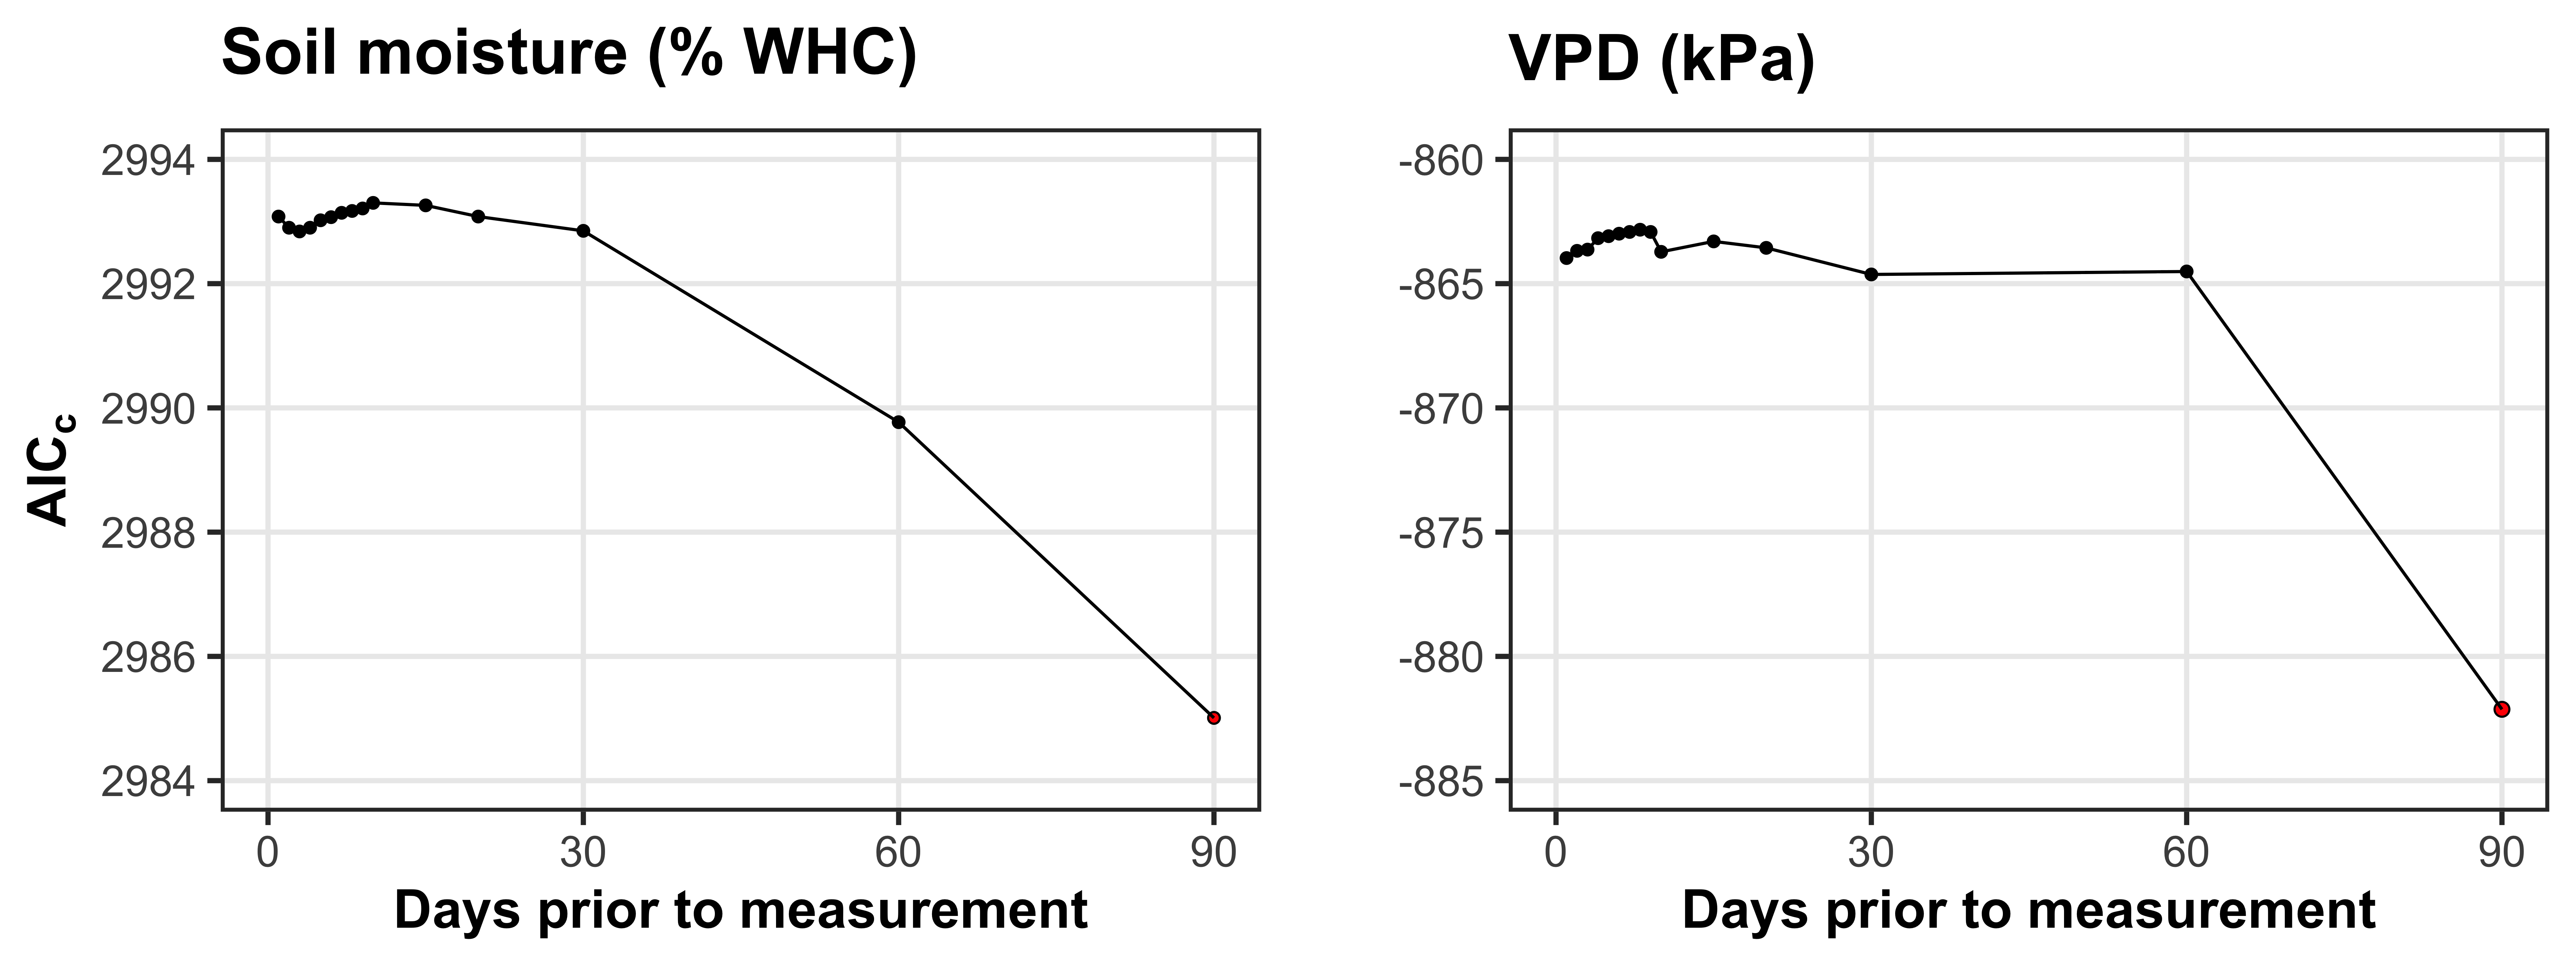 Soil moisture (% WHC)
AICc
2994
2992
2990
2988
2986
2984
0 30 60 90
Days prior to measurement
VPD (kPa)
-860
-865
-870
-875
-880
-885
0 30 60 90
Days prior to measurement